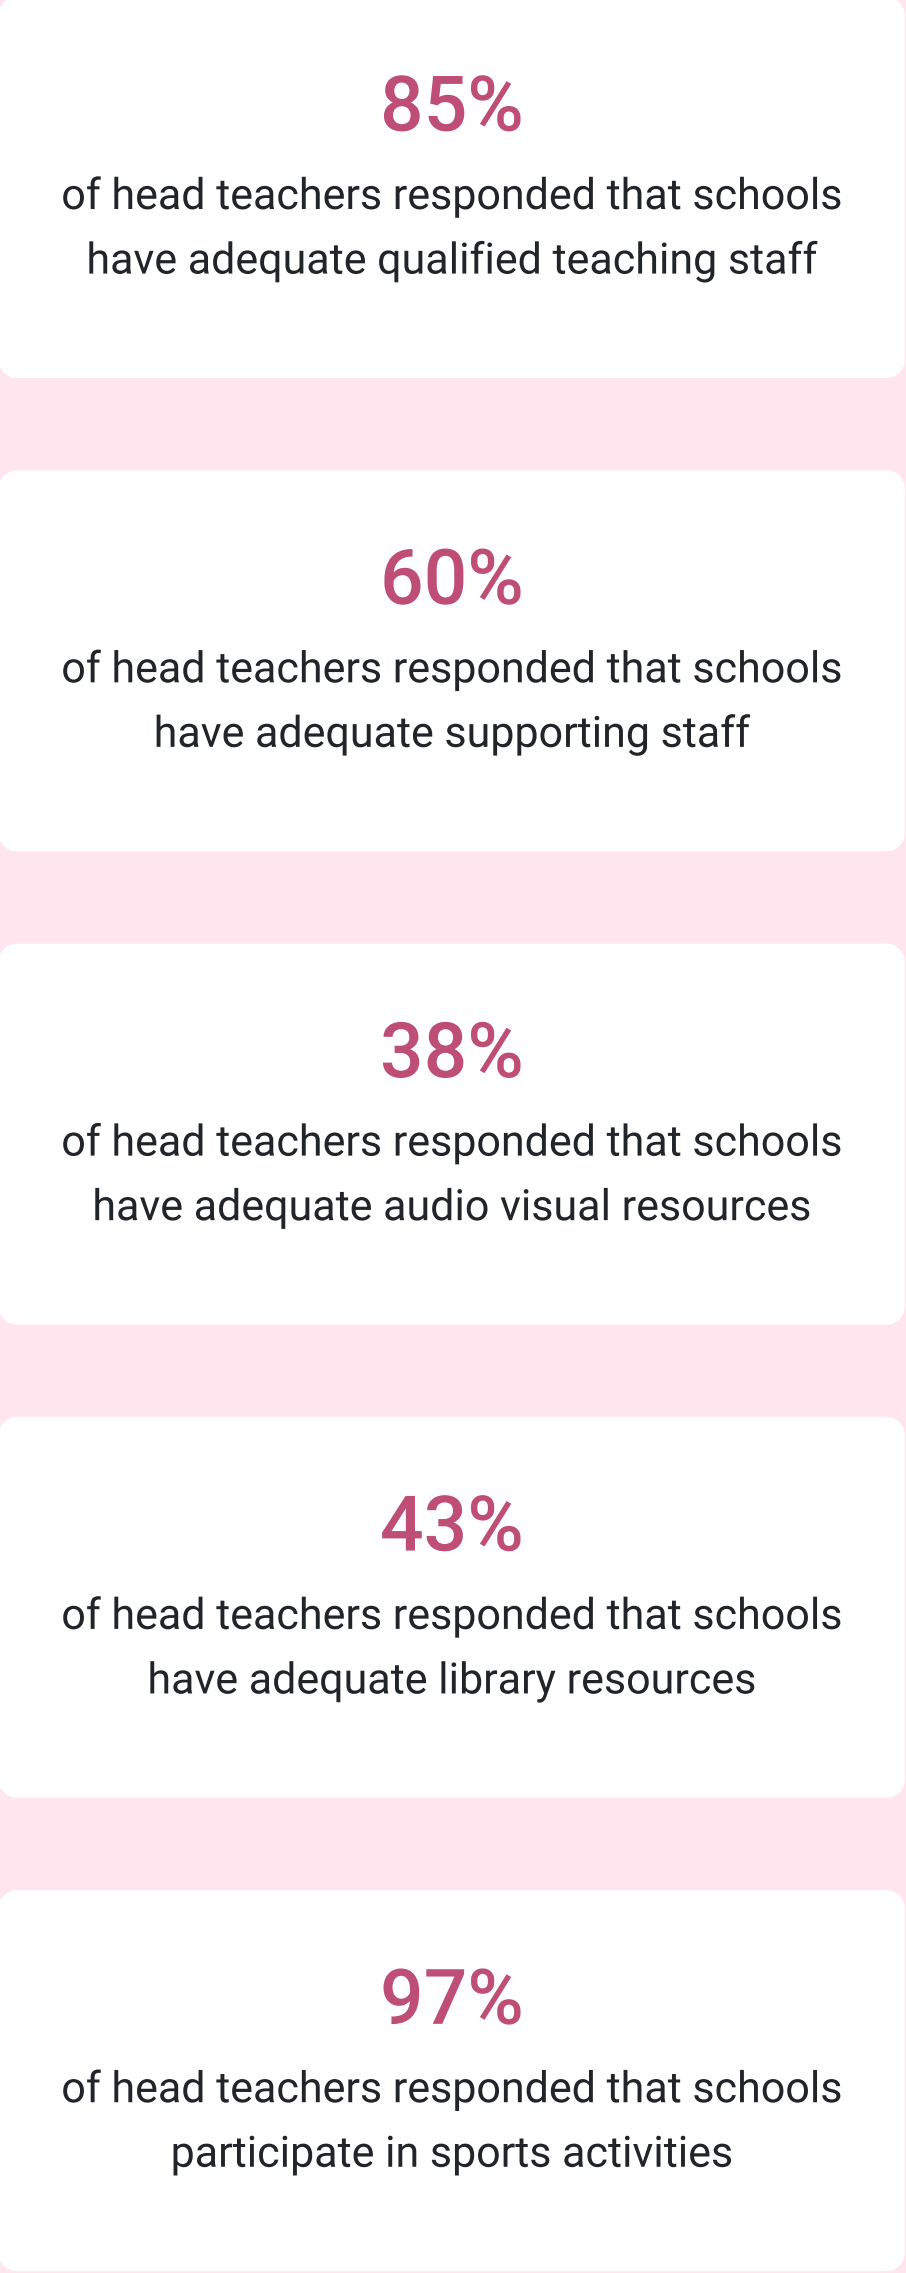 85%
of head teachers responded that schools
have adequate qualified teaching staff
60%
of head teachers responded that schools
have adequate supporting staff
38%
of head teachers responded that schools
have adequate audio visual resources
43%
of head teachers responded that schools
have adequate library resources
97%
of head teachers responded that schools
participate in sports activities